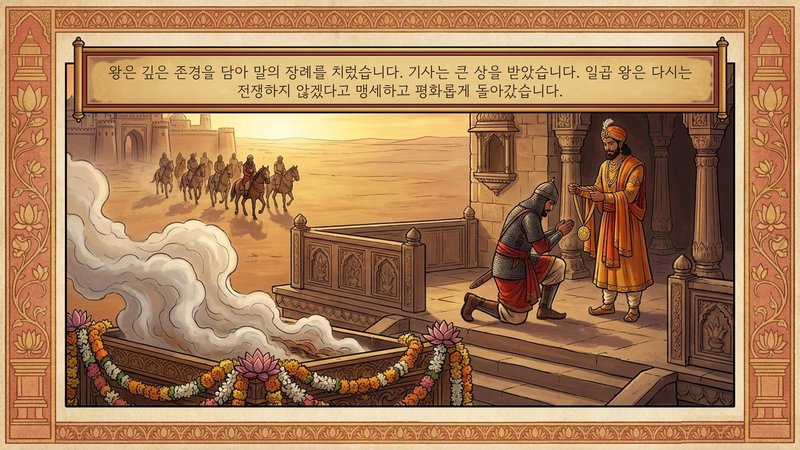 왕은 깊은 존경을 담아 말의 장례를 치렀습니다. 기사는 큰 상을 받았습니다. 일곱 왕은 다시는
전쟁하지 않겠다고 맹세하고 평화롭게 돌아갔습니다.